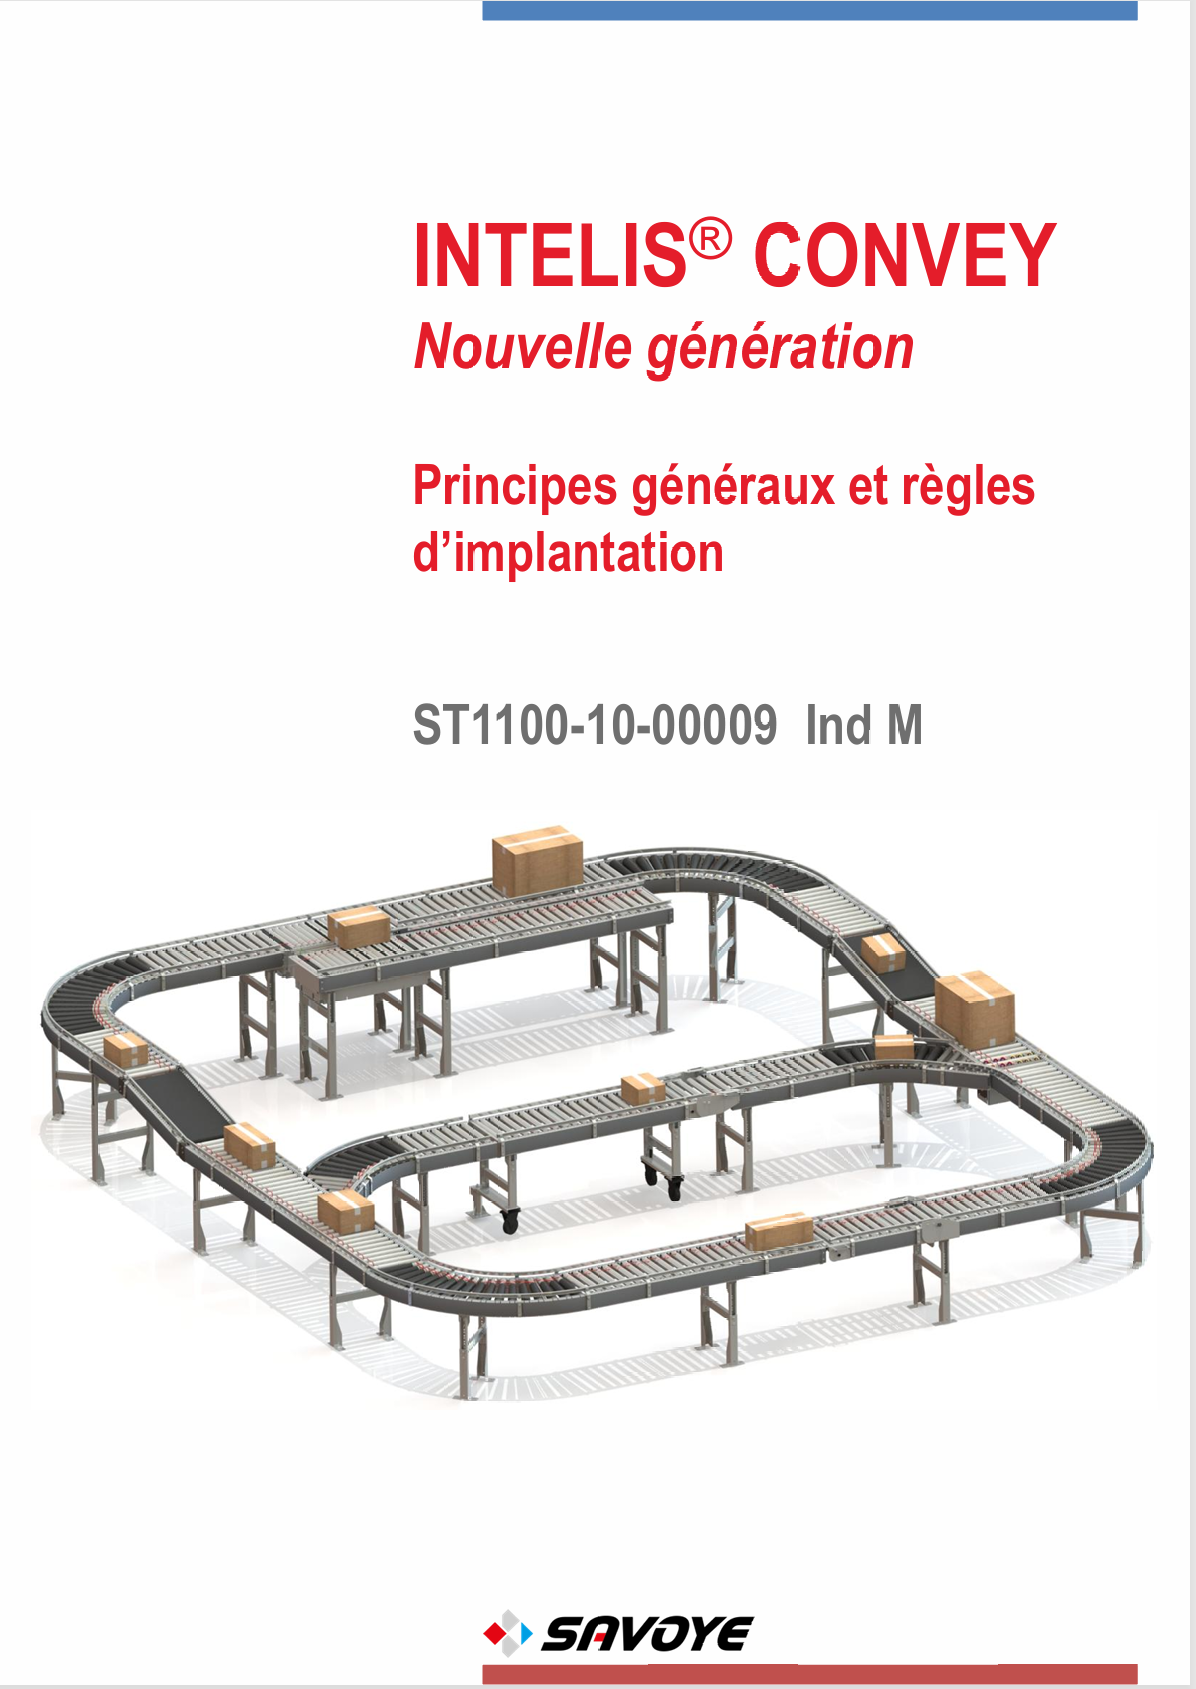 INTELIS® CONVEY
Nouvelle génération
Principes généraux et règles
d’implantation
ST1100-10-00009 Ind M
SAVOYE